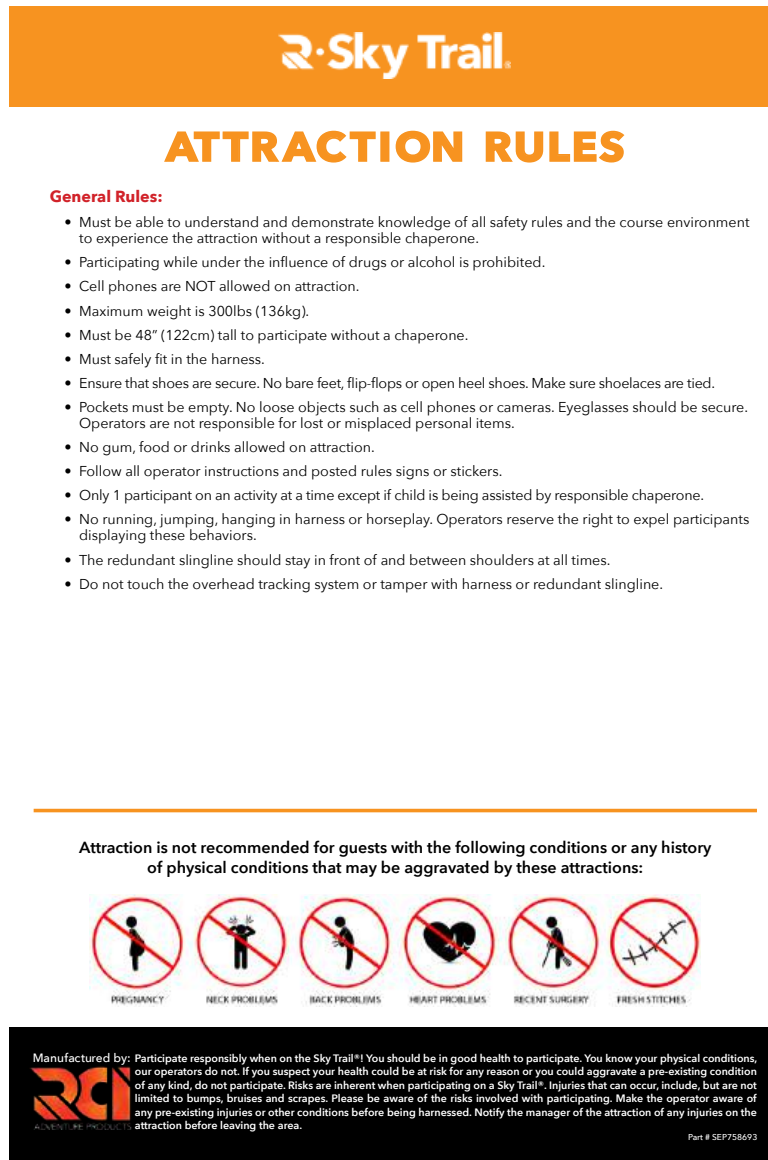 R·Sky Trail®
ATTRACTION RULES
General Rules:
• Must be able to understand and demonstrate knowledge of all safety rules and the course environment
to experience the attraction without a responsible chaperone.
• Participating while under the influence of drugs or alcohol is prohibited.
• Cell phones are NOT allowed on attraction.
• Maximum weight is 300lbs (136kg).
• Must be 48” (122cm) tall to participate without a chaperone.
• Must safely fit in the harness.
• Ensure that shoes are secure. No bare feet, flip-flops or open heel shoes. Make sure shoelaces are tied.
• Pockets must be empty. No loose objects such as cell phones or cameras. Eyeglasses should be secure.
Operators are not responsible for lost or misplaced personal items.
• No gum, food or drinks allowed on attraction.
• Follow all operator instructions and posted rules signs or stickers.
• Only 1 participant on an activity at a time except if child is being assisted by responsible chaperone.
• No running, jumping, hanging in harness or horseplay. Operators reserve the right to expel participants
displaying these behaviors.
• The redundant slingline should stay in front of and between shoulders at all times.
• Do not touch the overhead tracking system or tamper with harness or redundant slingline.
Attraction is not recommended for guests with the following conditions or any history
of physical conditions that may be aggravated by these attractions:
PREGNANCY
NECK PROBLEMS
BACK PROBLEMS
HEART PROBLEMS
RECENT SURGERY
FRESH STITCHES
Manufactured by:
RCI
ADVENTURE PRODUCTS
Participate responsibly when on the Sky Trail®! You should be in good health to participate. You know your physical conditions,
our operators do not. If you suspect your health could be at risk for any reason or you could aggravate a pre-existing condition
of any kind, do not participate. Risks are inherent when participating on a Sky Trail®. Injuries that can occur, include, but are not
limited to bumps, bruises and scrapes. Please be aware of the risks involved with participating. Make the operator aware of
any pre-existing injuries or other conditions before being harnessed. Notify the manager of the attraction of any injuries on the
attraction before leaving the area.
Part # SEP758693